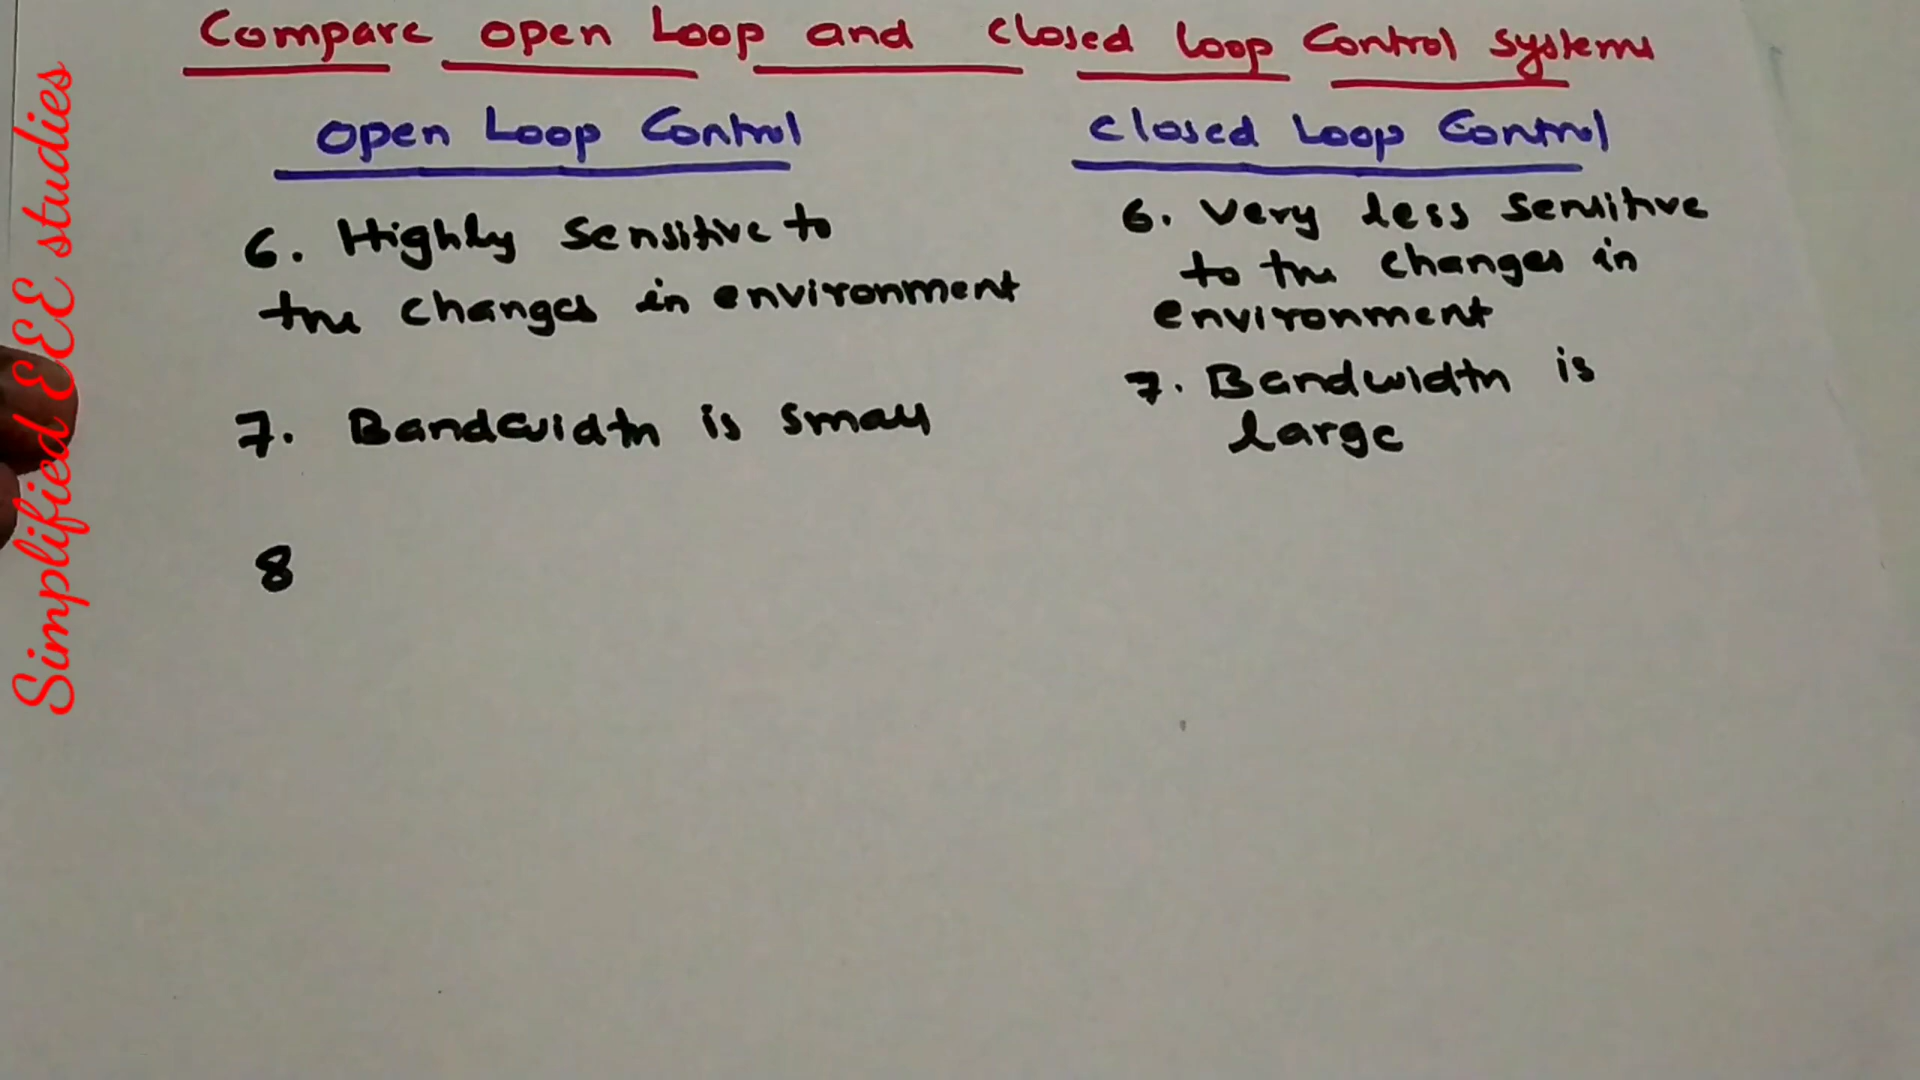 Compare open Loop and closed loop Control systems
open Loop Control
6. Highly sensitive to
the changes in environment
7. Bandwidth is small
8
closed Loop Control
6. very less sensitive
to the changes in
environment
7. Bandwidth is
large
Simplified EEE studies